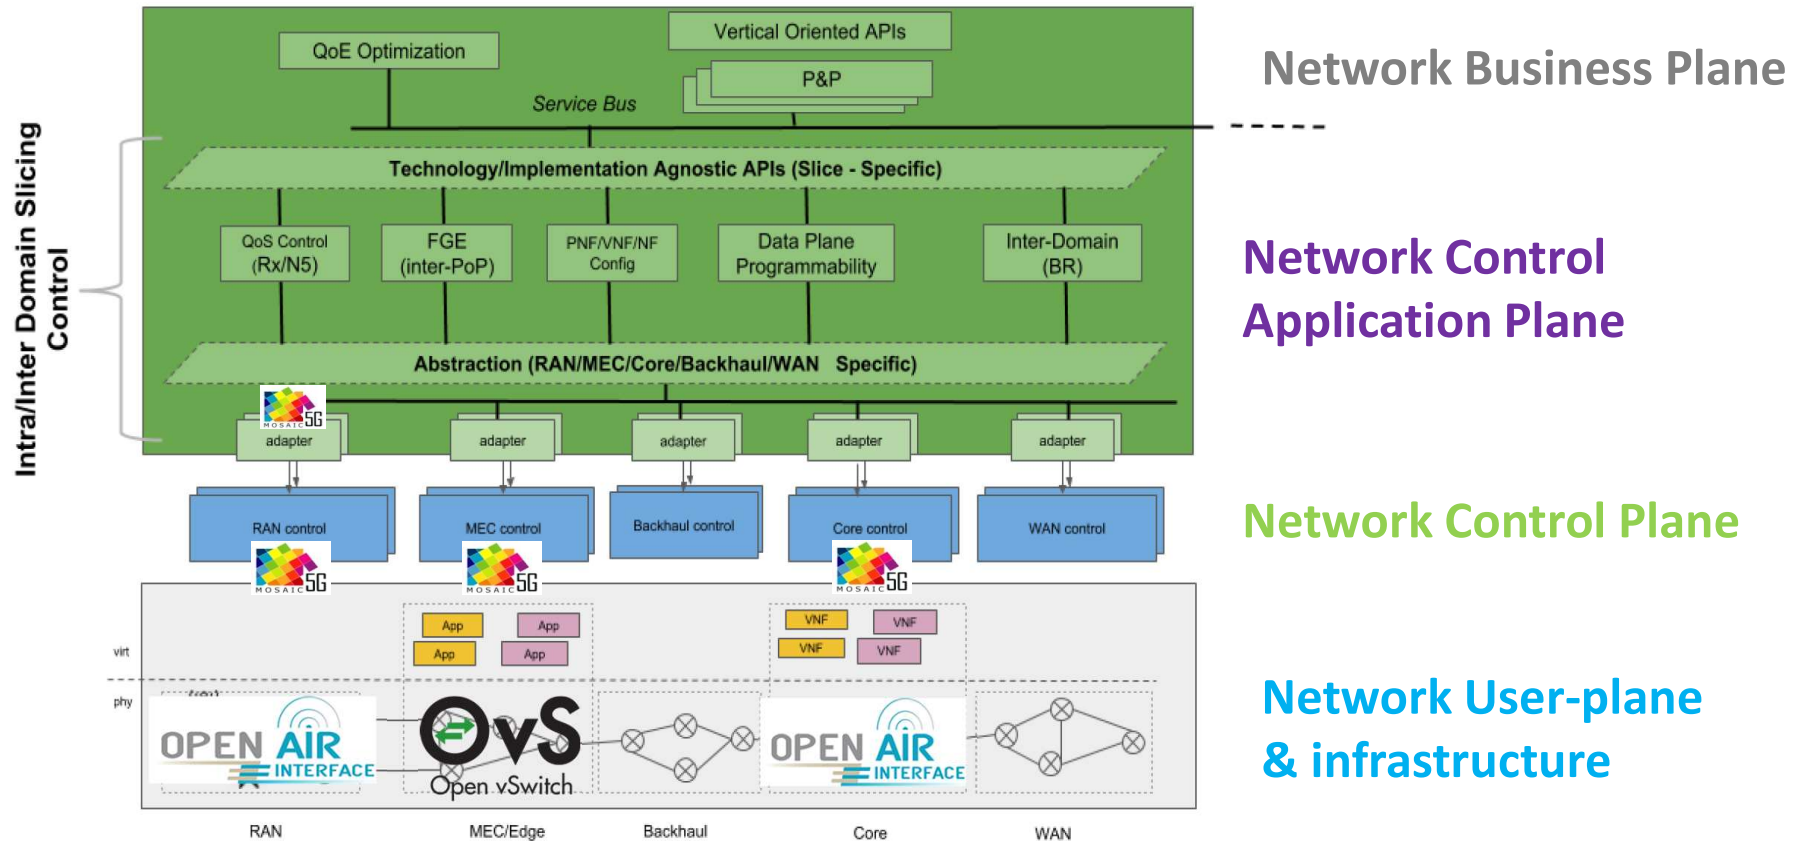 QoE Optimization
Vertical Oriented APIs
P&P
Service Bus
Network Business Plane
Technology/Implementation Agnostic APIs (Slice - Specific)
Intra/Inter Domain Slicing
Control
QoS Control
(Rx/N5)
FGE
(inter-PoP)
PNF/VNF/NF
Config
Data Plane
Programmability
Inter-Domain
(BR)
Network Control
Application Plane
Abstraction (RAN/MEC/Core/Backhaul/WAN Specific)
MOSAIC 5G
adapter
adapter
adapter
adapter
adapter
RAN control
MEC control
Backhaul control
Core control
WAN control
Network Control Plane
MOSAIC 5G
MOSAIC 5G
MOSAIC 5G
virt
App
App
App
App
VNF
VNF
VNF
VNF
phy
OPEN AIR
INTERFACE
OvS
Open vSwitch
OPEN AIR
INTERFACE
Network User-plane
& infrastructure
RAN
MEC/Edge
Backhaul
Core
WAN